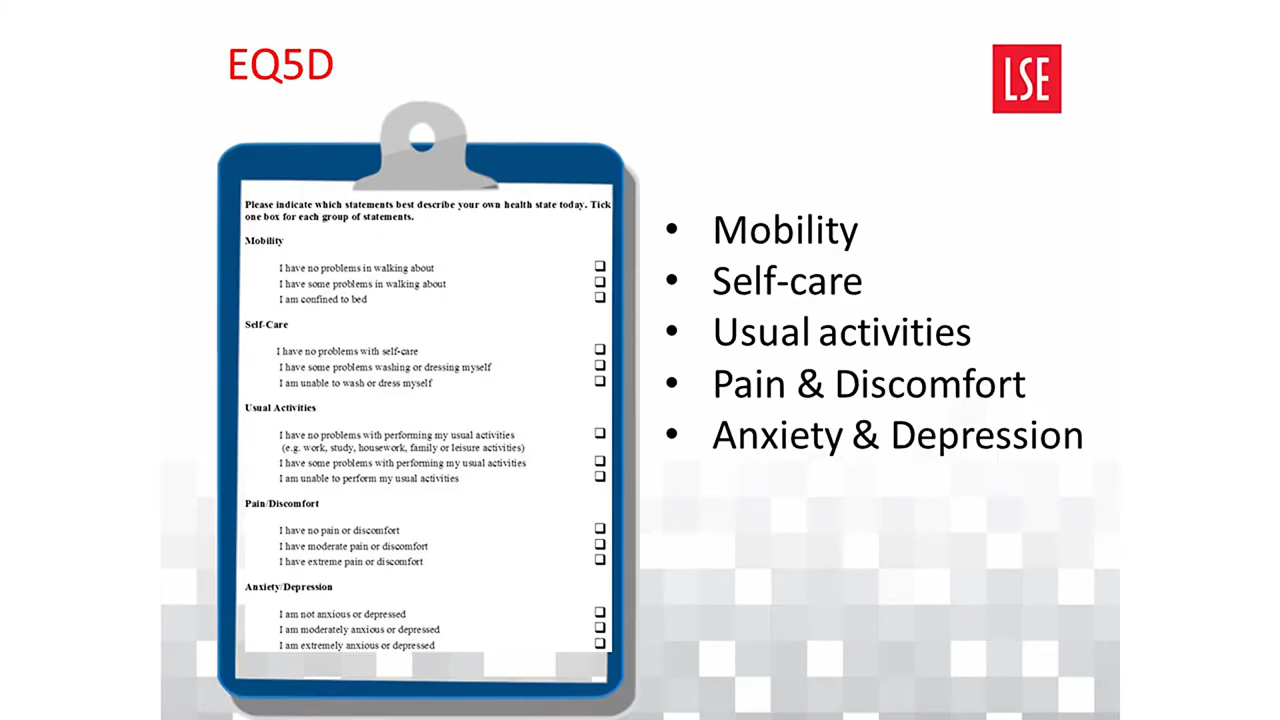 EQ5D
LSE
Please indicate which statements best describe your own health state today. Tick
one box for each group of statements.
Mobility
I have no problems in walking about
I have some problems in walking about
I am confined to bed
Self-Care
I have no problems with self-care
I have some problems washing or dressing myself
I am unable to wash or dress myself
Usual Activities
I have no problems with performing my usual activities
(e.g. work, study, housework, family or leisure activities)
I have some problems with performing my usual activities
I am unable to perform my usual activities
Pain/Discomfort
I have no pain or discomfort
I have moderate pain or discomfort
I have extreme pain or discomfort
Anxiety/Depression
I am not anxious or depressed
I am moderately anxious or depressed
I am extremely anxious or depressed
• Mobility
• Self-care
• Usual activities
• Pain & Discomfort
• Anxiety & Depression